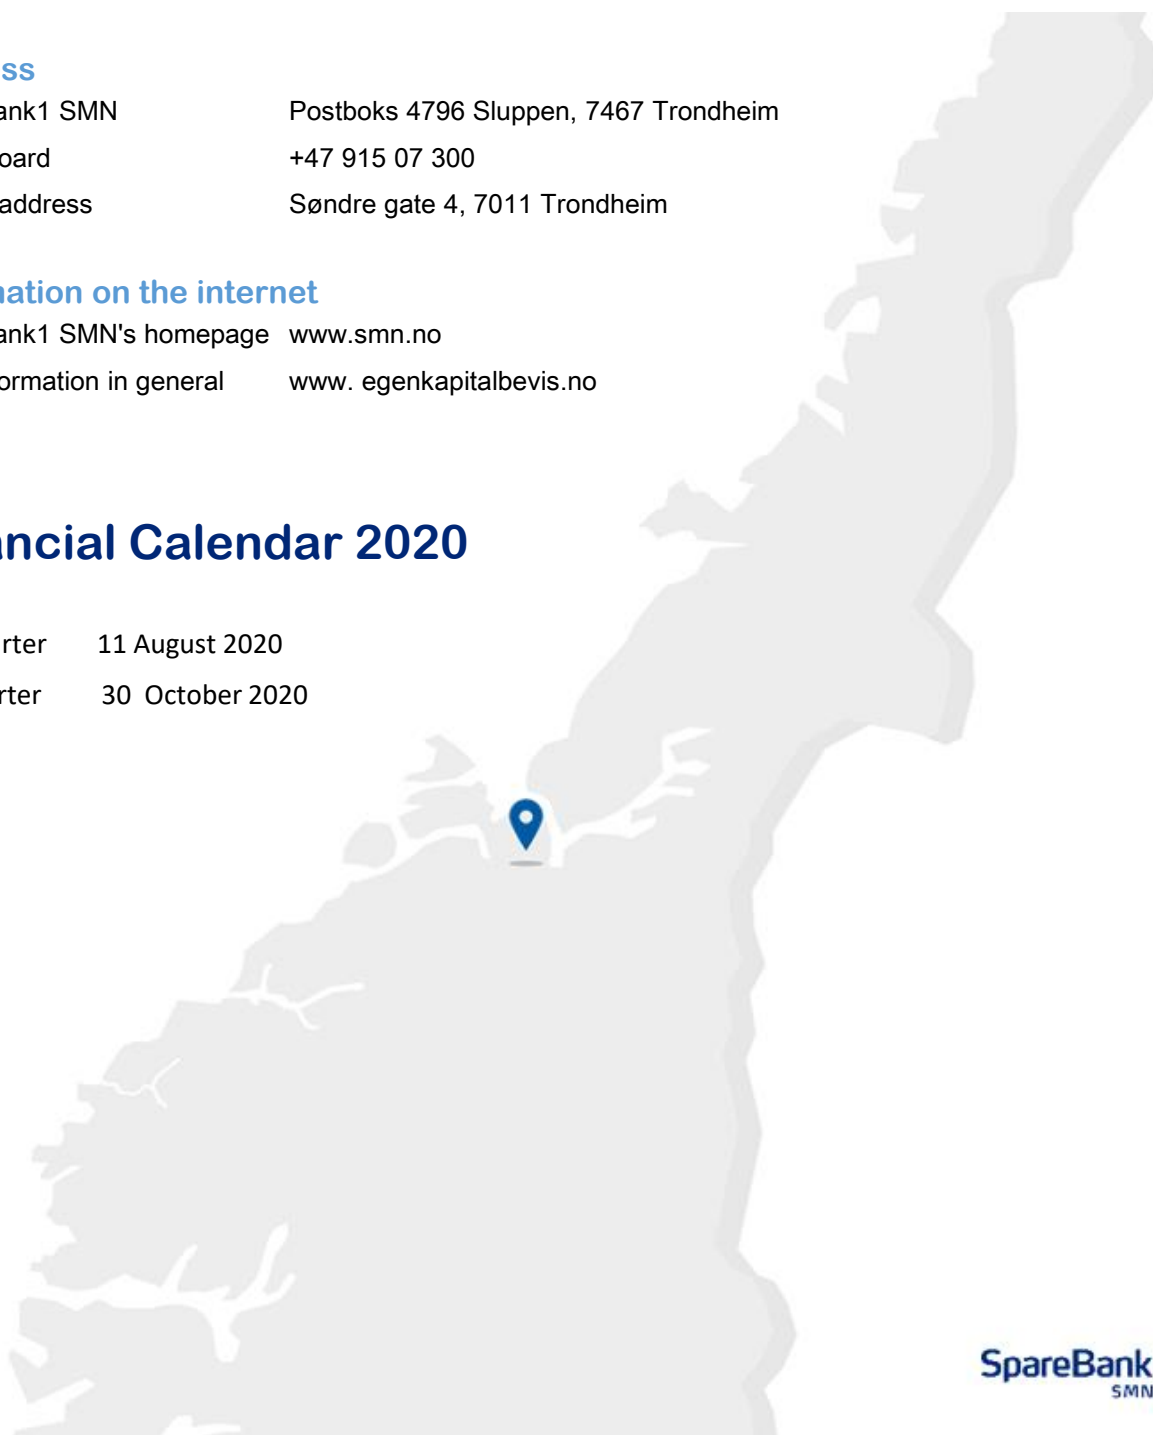 ss
ank1 SMN Postboks 4796 Sluppen, 7467 Trondheim
oard +47 915 07 300
address Søndre gate 4, 7011 Trondheim
nation on the internet
ank1 SMN's homepage www.smn.no
ormation in general www. egenkapitalbevis.no
ancial Calendar 2020
rter 11 August 2020
rter 30 October 2020
SpareBank
SMN